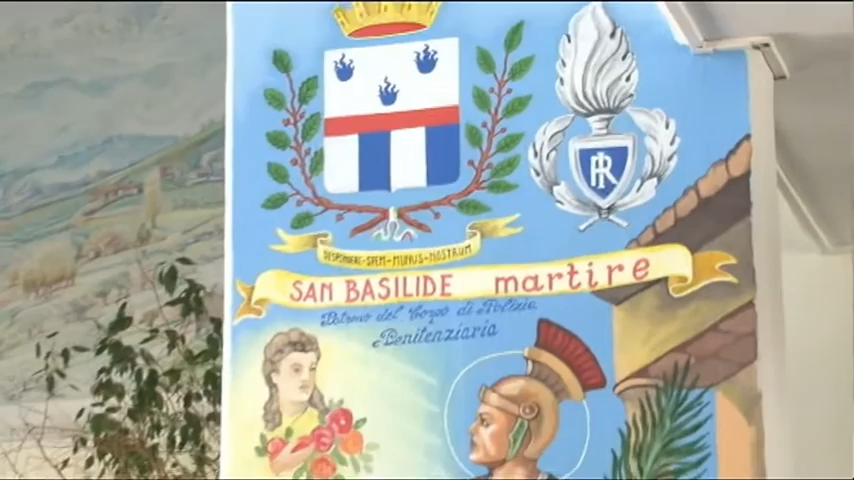 DESPONDERE-SPEM-MUNUS-NOSTRUM
SAN BASILIDE martire
Patrono del Corpo di Polizia
Penitenziaria
RI